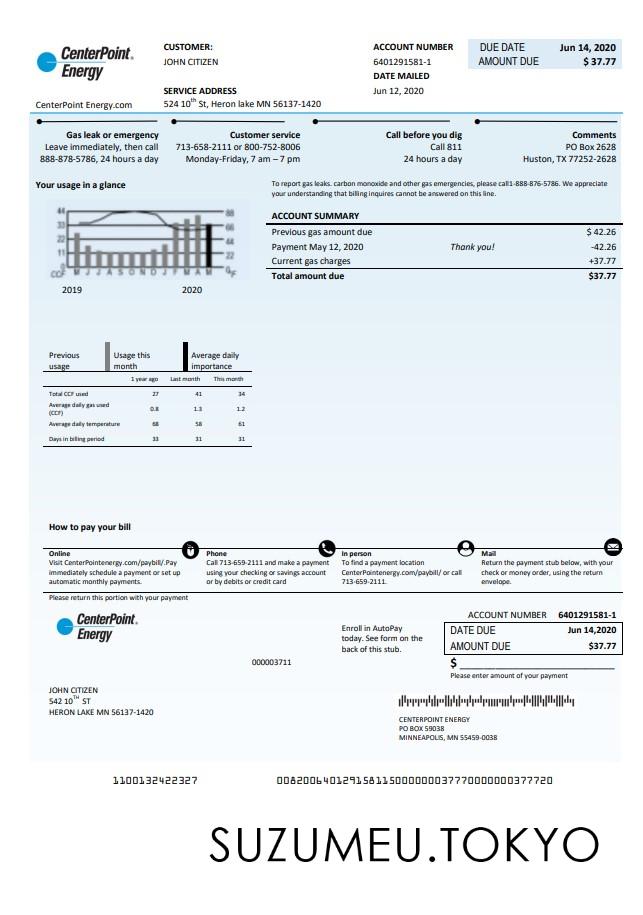 CenterPoint®
Energy
CenterPoint Energy.com
CUSTOMER:
JOHN CITIZEN
SERVICE ADDRESS
524 10th St, Heron lake MN 56137-1420
ACCOUNT NUMBER
6401291581-1
DATE MAILED
Jun 12, 2020
DUE DATE Jun 14, 2020
AMOUNT DUE $ 37.77
Gas leak or emergency
Leave immediately, then call
888-878-5786, 24 hours a day
Customer service
713-658-2111 or 800-752-8006
Monday-Friday, 7 am – 7 pm
Call before you dig
Call 811
24 hours a day
Comments
PO Box 2628
Huston, TX 77252-2628
Your usage in a glance
44 88
33 66
22 44
11 22
0 0
CCF M J J A S O N D J F M A M °F
2019 2020
To report gas leaks. carbon monoxide and other gas emergencies, please call1-888-876-5786. We appreciate
your understanding that billing inquires cannot be answered on this line.
ACCOUNT SUMMARY
Previous gas amount due $ 42.26
Payment May 12, 2020 Thank you! -42.26
Current gas charges +37.77
Total amount due $37.77
Previous
usage
Usage this
month
Average daily
importance
1 year ago Last month This month
Total CCF used 27 41 34
Average daily gas used
(CCF) 0.8 1.3 1.2
Average daily temperature 68 58 61
Days in billing period 33 31 31
How to pay your bill
Online
Visit CenterPointenergy.com/paybill/.Pay
immediately schedule a payment or set up
automatic monthly payments.
Phone
Call 713-659-2111 and make a payment
using your checking or savings account
or by debits or credit card
In person
To find a payment location
CenterPointenergy.com/paybill/ or call
713-659-2111.
Mail
Return the payment stub below, with your
check or money order, using the return
envelope.
Please return this portion with your payment
CenterPoint®
Energy
000003711
Enroll in AutoPay
today. See form on the
back of this stub.
ACCOUNT NUMBER 6401291581-1
DATE DUE Jun 14,2020
AMOUNT DUE $37.77
$
Please enter amount of your payment
JOHN CITIZEN
542 10TH ST
HERON LAKE MN 56137-1420
CENTERPOINT ENERGY
PO BOX 59038
MINNEAPOLIS, MN 55459-0038
1100132422327
SUZUMEU.TOKYO